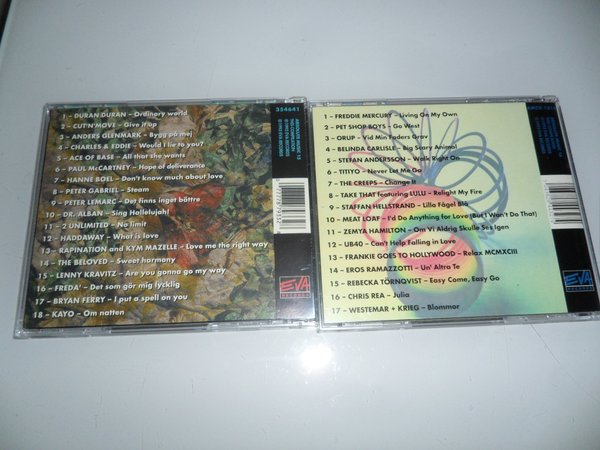 1 – DURAN DURAN – Ordinary world
2 – CUT'N'MOVE – Give it up
3 – ANDERS GLENMARK – Bygg på mej
4 – CHARLES & EDDIE – Would I lie to you?
5 – ACE OF BASE – All that she wants
6 – PAUL McCARTNEY – Hope of deliverance
7 – HANNE BOEL – Don't know much about love
8 – PETER GABRIEL – Steam
9 – PETER LEMARC – Det finns inget bättre
10 – DR. ALBAN – Sing Hallelujah!
11 – 2 UNLIMITED – No limit
12 – HADDAWAY – What is love
13 – RAPINATION and KYM MAZELLE – Love me the right way
14 – THE BELOVED – Sweet harmony
15 – LENNY KRAVITZ – Are you gonna go my way
16 – FREDA' – Det som gör mig lycklig
17 – BRYAN FERRY – I put a spell on you
18 – KAYO – Om natten
354641
ABSOLUTE MUSIC 13
EVA
RECORDS
1 – FREDDIE MERCURY – Living On My Own
2 – PET SHOP BOYS – Go West
3 – ORUP – Vid Min Faders Grav
4 – BELINDA CARLISLE – Big Scary Animal
5 – STEFAN ANDERSSON – Walk Right On
6 – TITIYO – Never Let Me Go
7 – THE CREEPS – Change It
8 – TAKE THAT featuring LULU – Relight My Fire
9 – STAFFAN HELLSTRAND – Lilla Fågel Blå
10 – MEAT LOAF – I'd Do Anything for Love (But I Won't Do That)
11 – ZEMYA HAMILTON – Om Vi Aldrig Skulle Ses Igen
12 – UB40 – Can't Help Falling in Love
13 – FRANKIE GOES TO HOLLYWOOD – Relax MCMXCIII
14 – EROS RAMAZZOTTI – Un' Altra Te
15 – REBECKA TÖRNQVIST – Easy Come, Easy Go
16 – CHRIS REA – Julia
17 – WESTEMAR + KRIEG – Blommor
EVA
RECORDS